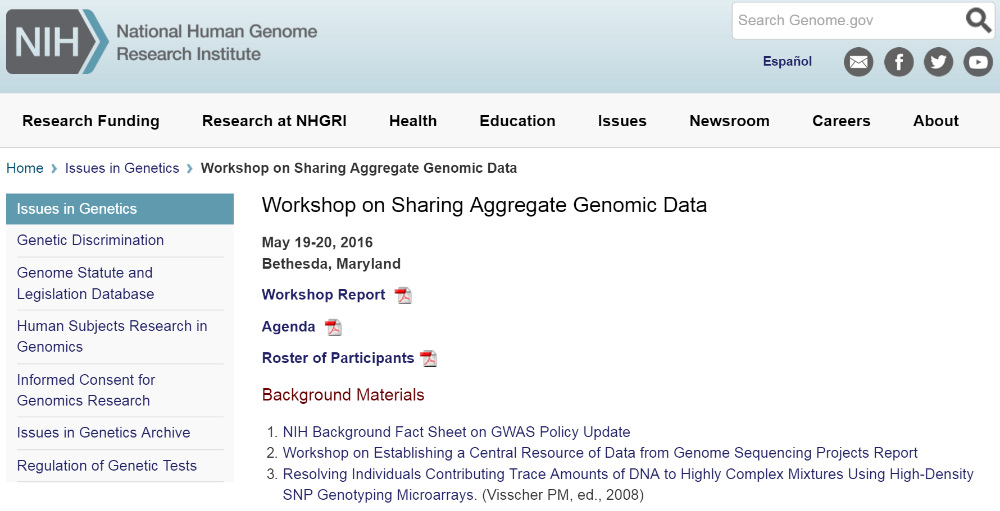 NIH
National Human Genome
Research Institute
Search Genome.gov
Español
Research Funding
Research at NHGRI
Health
Education
Issues
Newsroom
Careers
About
Home
Issues in Genetics
Workshop on Sharing Aggregate Genomic Data
Issues in Genetics
Genetic Discrimination
Genome Statute and
Legislation Database
Human Subjects Research in
Genomics
Informed Consent for
Genomics Research
Issues in Genetics Archive
Regulation of Genetic Tests
Workshop on Sharing Aggregate Genomic Data
May 19-20, 2016
Bethesda, Maryland
Workshop Report
Agenda
Roster of Participants
Background Materials
1. NIH Background Fact Sheet on GWAS Policy Update
2. Workshop on Establishing a Central Resource of Data from Genome Sequencing Projects Report
3. Resolving Individuals Contributing Trace Amounts of DNA to Highly Complex Mixtures Using High-Density
SNP Genotyping Microarrays. (Visscher PM, ed., 2008)